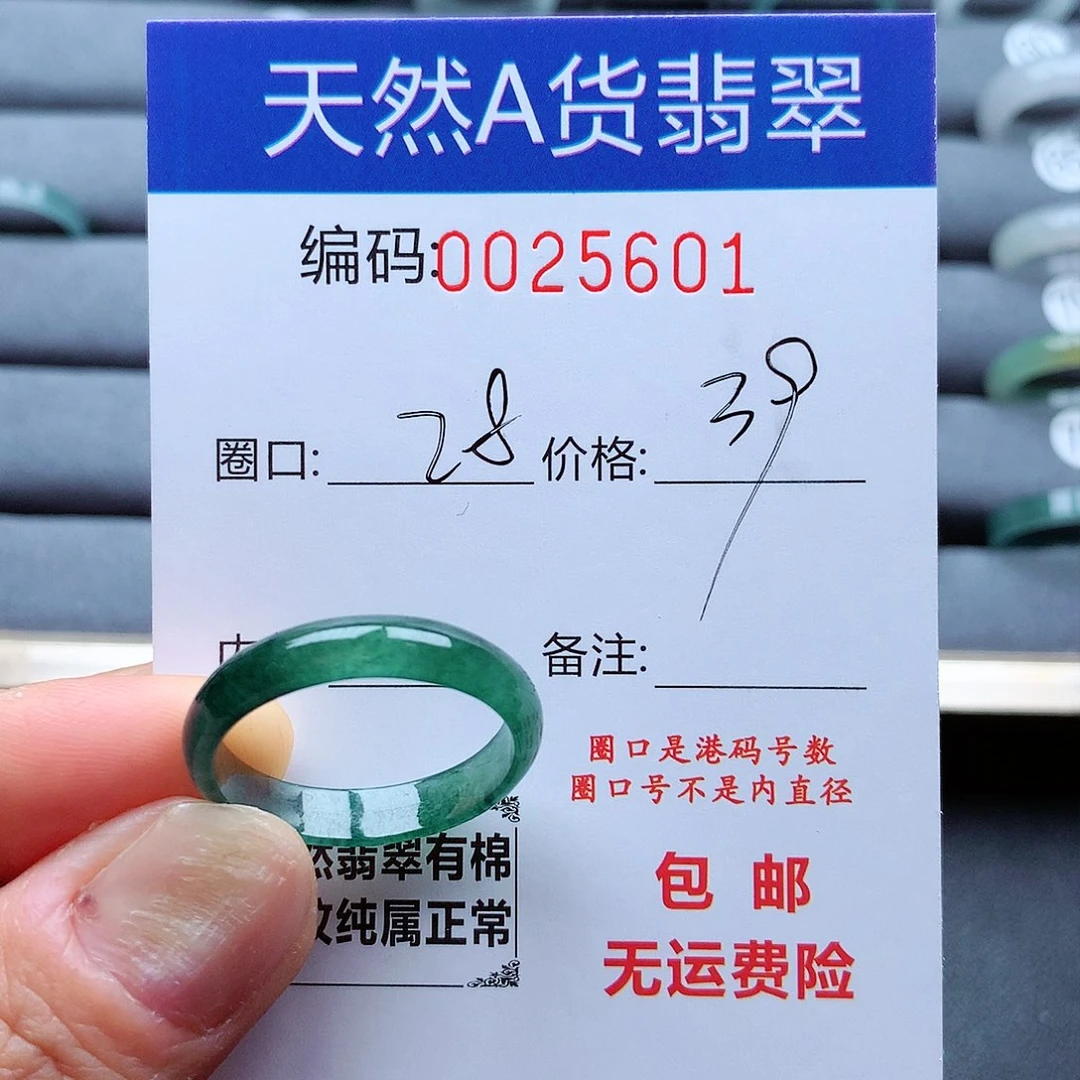 天然A货翡翠
编码:0025601
圈口: 28 价格: 39
备注:
圈口是港码号数
圈口号不是内直径
然翡翠有棉
纹纯属正常
包 邮
无运费险